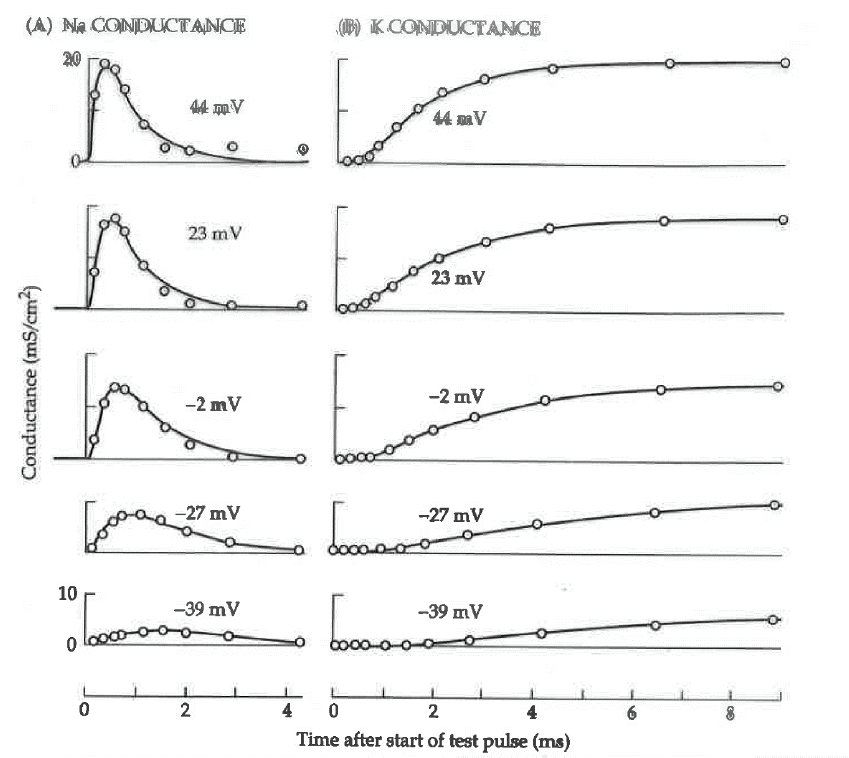 (A) Na CONDUCTANCE
(B) K CONDUCTANCE
20
0
44 mV
44 mV
23 mV
23 mV
-2 mV
-2 mV
-27 mV
-27 mV
10
0
-39 mV
-39 mV
Conductance (mS/cm²)
0 2 4
0 2 4 6 8
Time after start of test pulse (ms)